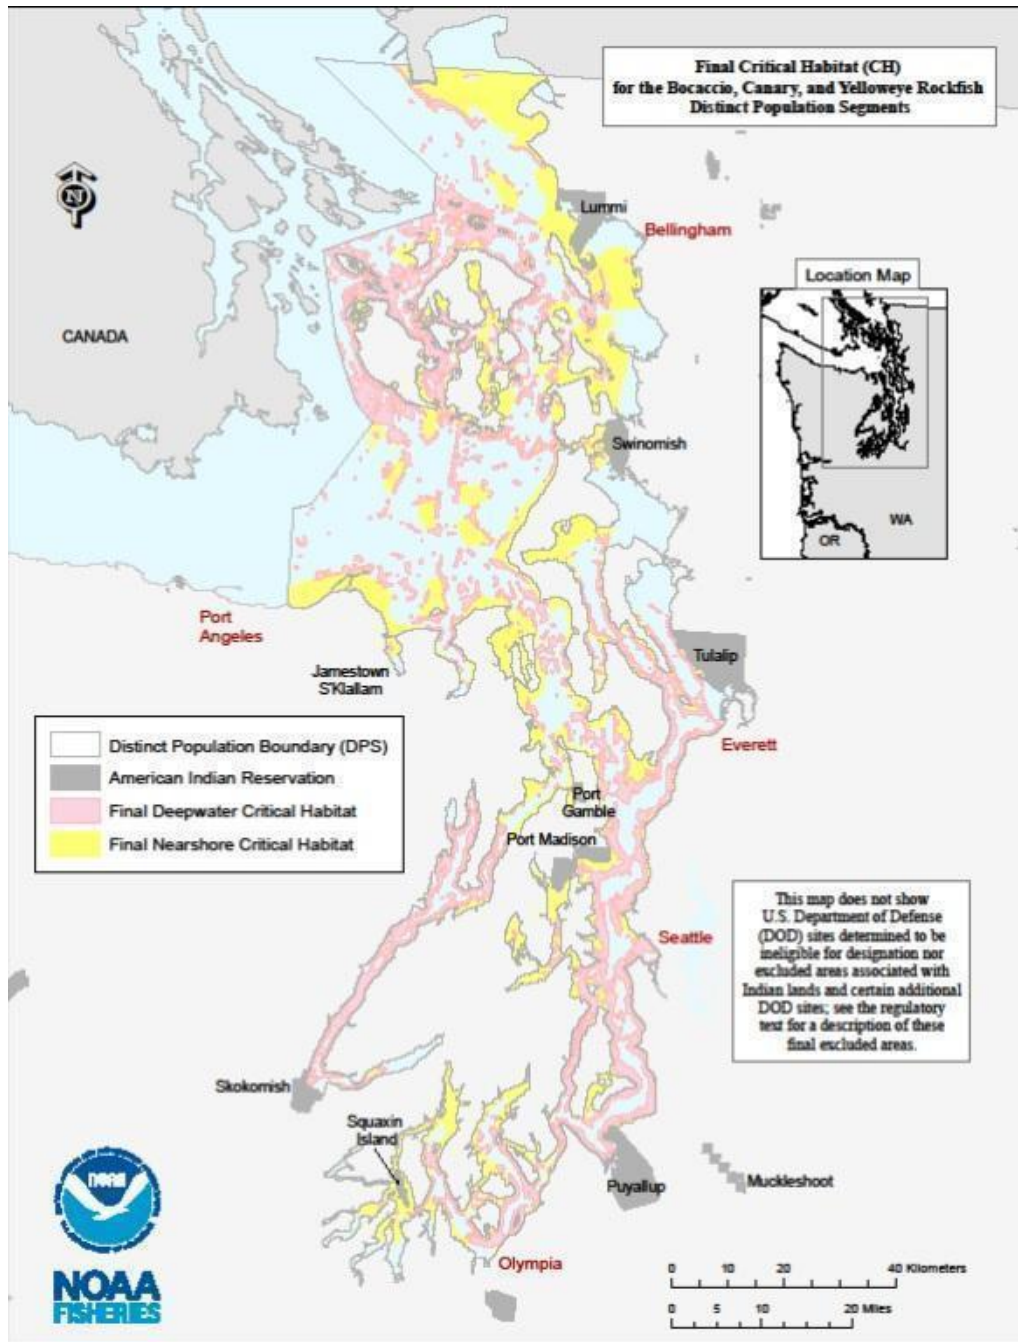 Final Critical Habitat (CH)
for the Bocaccio, Canary, and Yelloweye Rockfish
Distinct Population Segments
N
Lummi
Bellingham
Location Map
CANADA
Swinomish
WA
OR
Port
Angeles
Tulalip
Jamestown
S'Klallam
Everett
Distinct Population Boundary (DPS)
American Indian Reservation
Final Deepwater Critical Habitat
Final Nearshore Critical Habitat
Port
Gamble
Port Madison
Seattle
This map does not show
U.S. Department of Defense
(DOD) sites determined to be
ineligible for designation nor
excluded areas associated with
Indian lands and certain additional
DOD sites; see the regulatory
text for a description of these
final excluded areas.
Skokomish
Squaxin
Island
Puyallup
Muckleshoot
Olympia
noaa
NOAA
FISHERIES
0 10 20 40 Kilometers
0 5 10 20 Miles